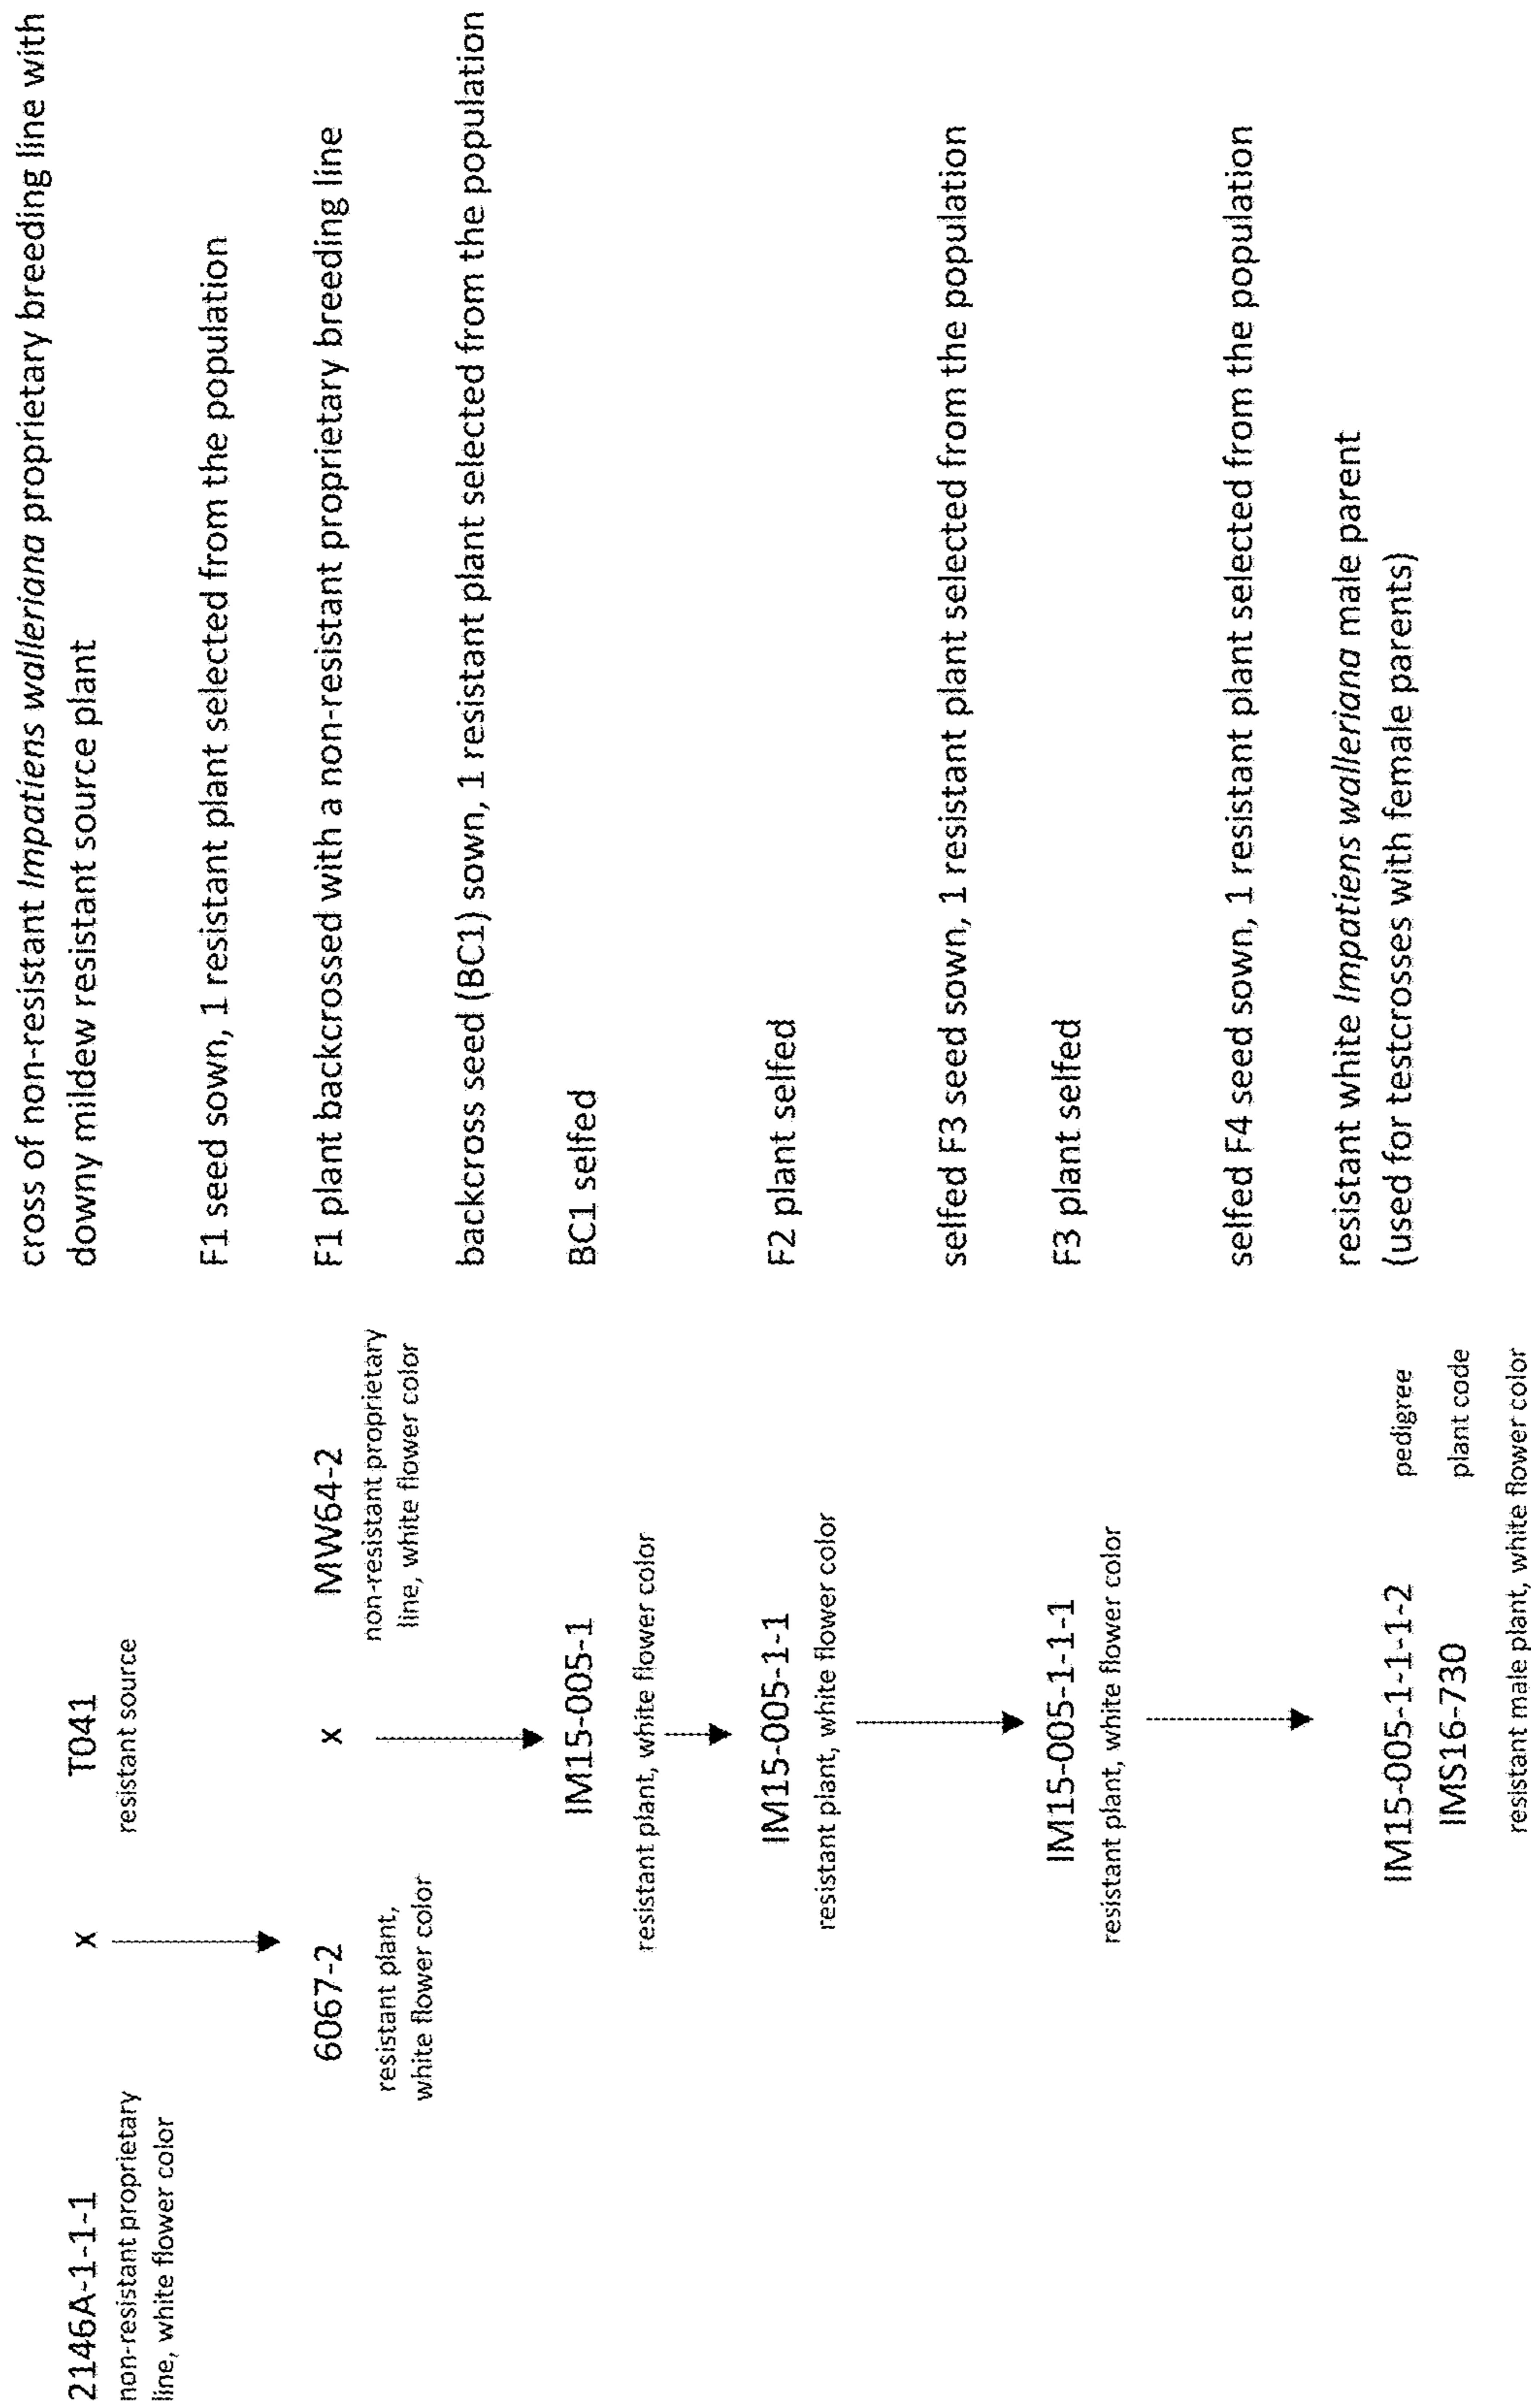 2146A-1-1-1
non-resistant proprietary
line, white flower color
x
T041
resistant source
cross of non-resistant Impatiens walleriana proprietary breeding line with
downy mildew resistant source plant
F1 seed sown, 1 resistant plant selected from the population
6067-2
resistant plant,
white flower color
x
MW64-2
non-resistant proprietary
line, white flower color
F1 plant backcrossed with a non-resistant proprietary breeding line
backcross seed (BC1) sown, 1 resistant plant selected from the population
IM15-005-1
resistant plant, white flower color
BC1 selfed
IM15-005-1-1
resistant plant, white flower color
F2 plant selfed
selfed F3 seed sown, 1 resistant plant selected from the population
IM15-005-1-1-1
resistant plant, white flower color
F3 plant selfed
selfed F4 seed sown, 1 resistant plant selected from the population
IM15-005-1-1-1-2 pedigree
IMS16-730 plant code
resistant male plant, white flower color
resistant white Impatiens walleriana male parent
(used for testcrosses with female parents)